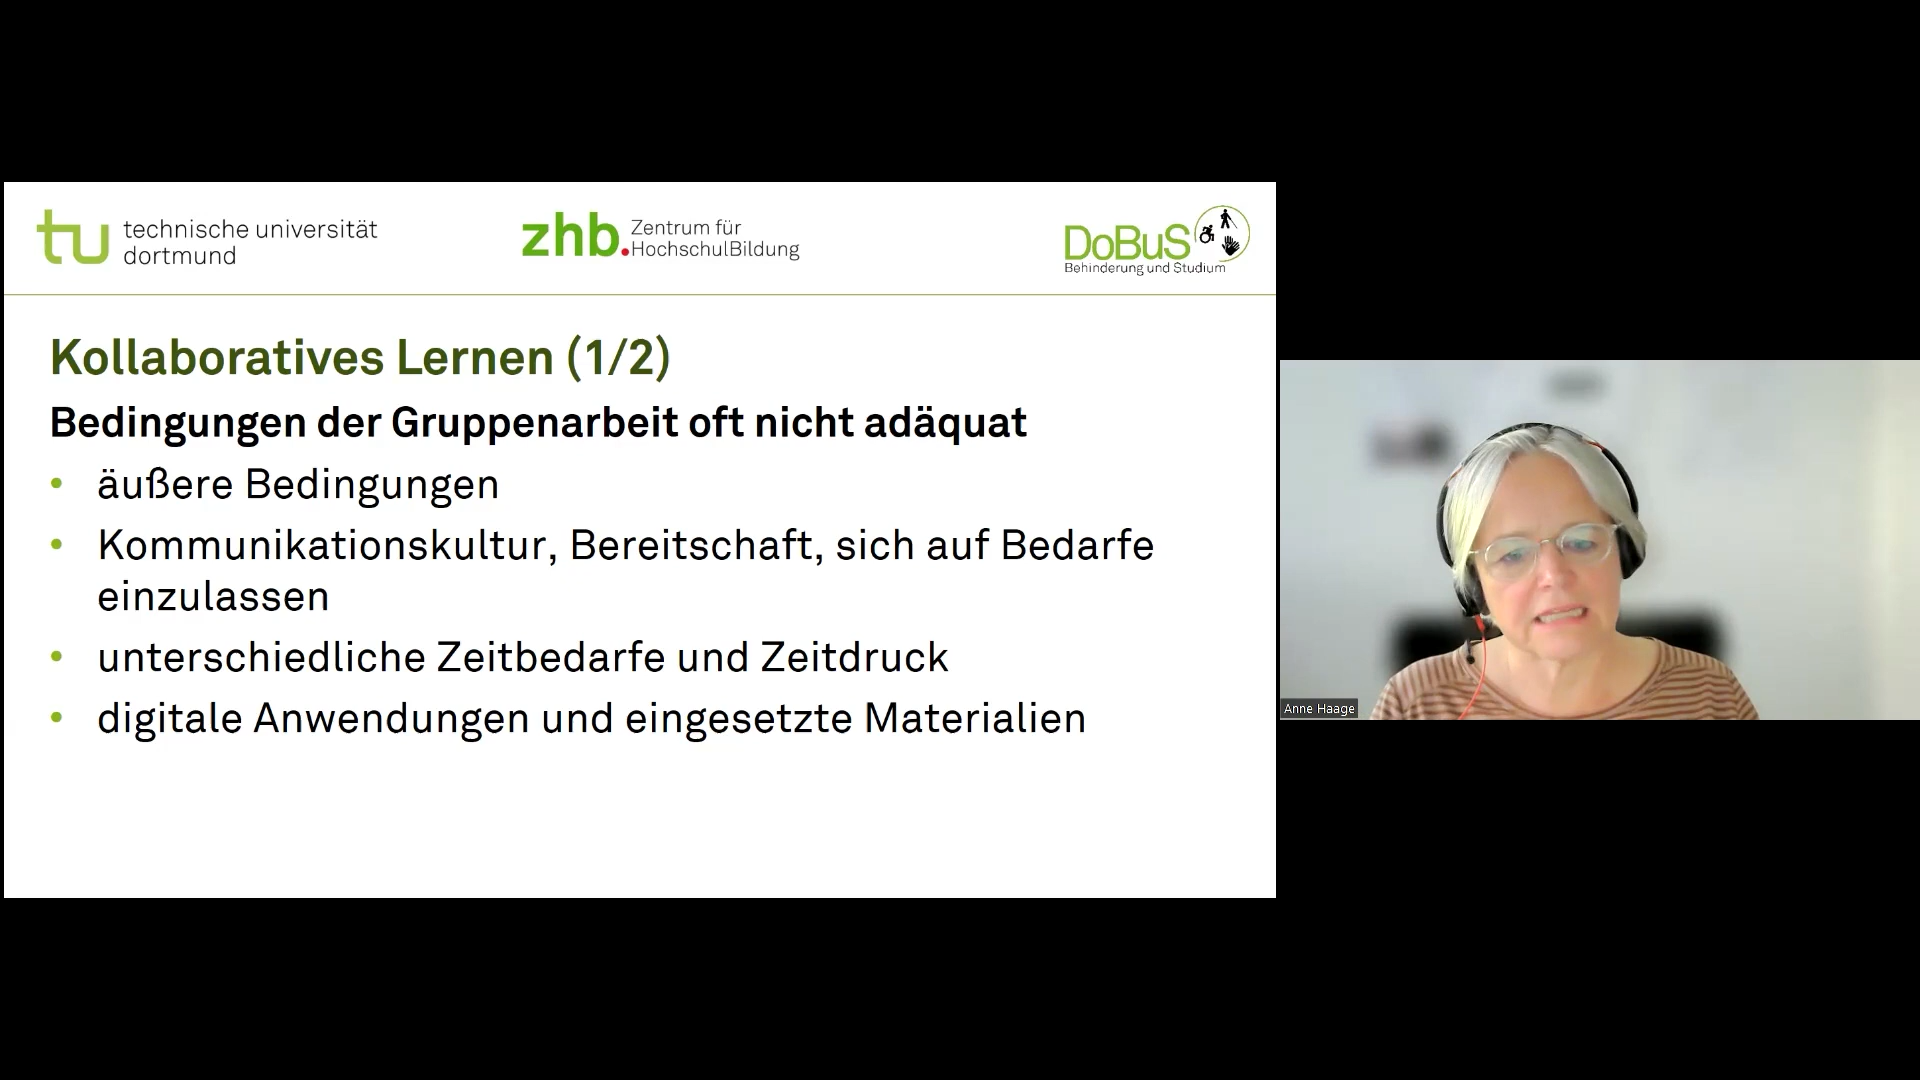 tu technische universität
dortmund
zhb. Zentrum für
HochschulBildung
DoBuS
Behinderung und Studium
Kollaboratives Lernen (1/2)
Bedingungen der Gruppenarbeit oft nicht adäquat
• äußere Bedingungen
• Kommunikationskultur, Bereitschaft, sich auf Bedarfe
einzulassen
• unterschiedliche Zeitbedarfe und Zeitdruck
• digitale Anwendungen und eingesetzte Materialien
Anne Haage